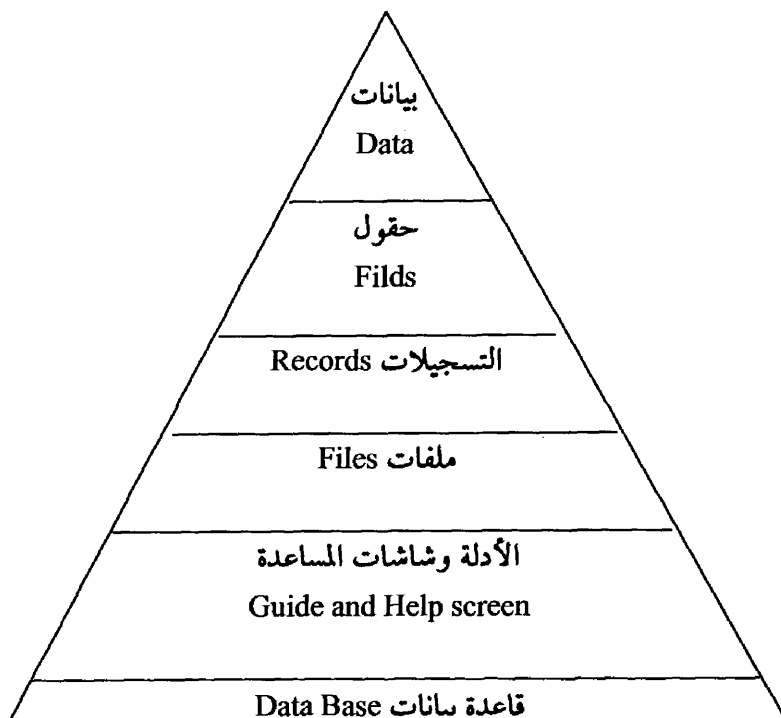 بيانات
Data
حقول
Filds
التسجيلات Records
ملفات Files
الأدلة وشاشات المساعدة
Guide and Help screen
قاعدة بيانات Data Base